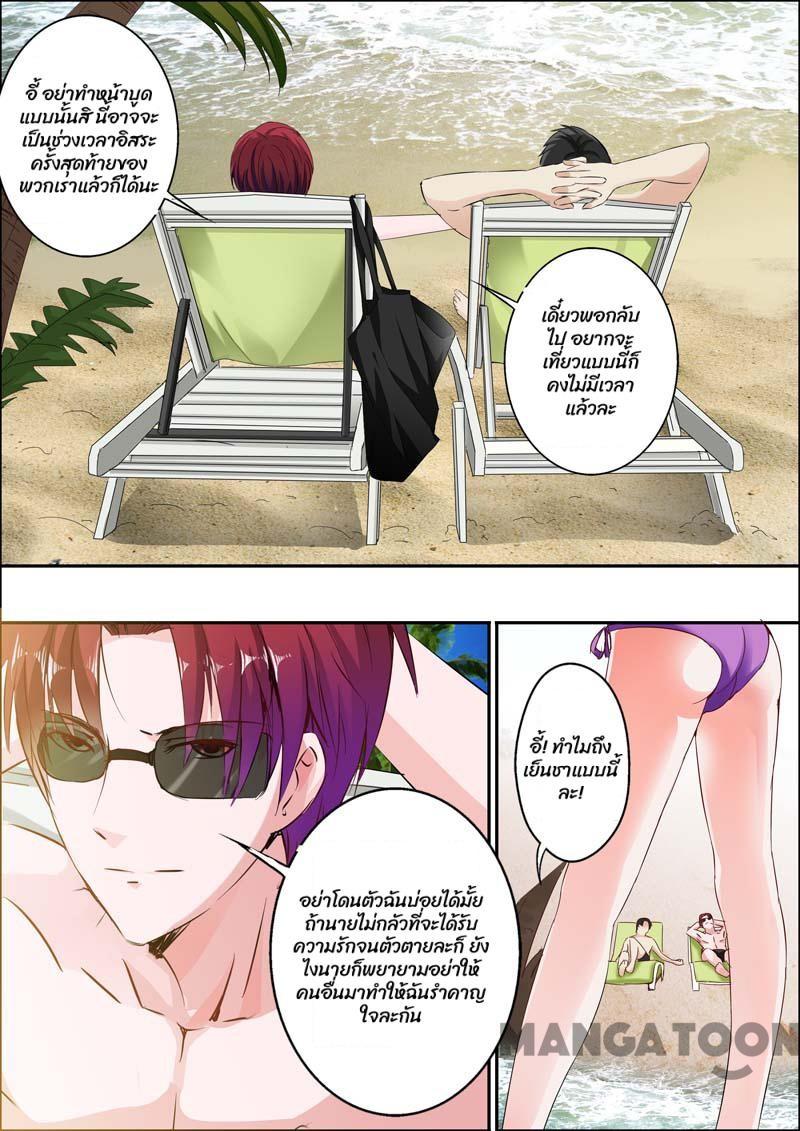 อี้ อย่าทำหน้าบูด
แบบนั้นสิ นี้อาจจะ
เป็นช่วงเวลาอิสระ
ครั้งสุดท้ายของ
พวกเราแล้วก็ได้นะ
เดี๋ยวพอกลับ
ไป อยากจะ
เที่ยวแบบนี้ก็
คงไม่มีเวลา
แล้วละ
อี้! ทำไมถึง
เย็นชาแบบนี้
ละ!
อย่าโดนตัวฉันบ่อยได้มั้ย
ถ้านายไม่กลัวที่จะได้รับ
ความรักจนตัวตายละก็ ยัง
ไงนายก็พยายามอย่าให้
คนอื่นมาทำให้ฉันรำคาญ
ใจละกัน
MANGATOON